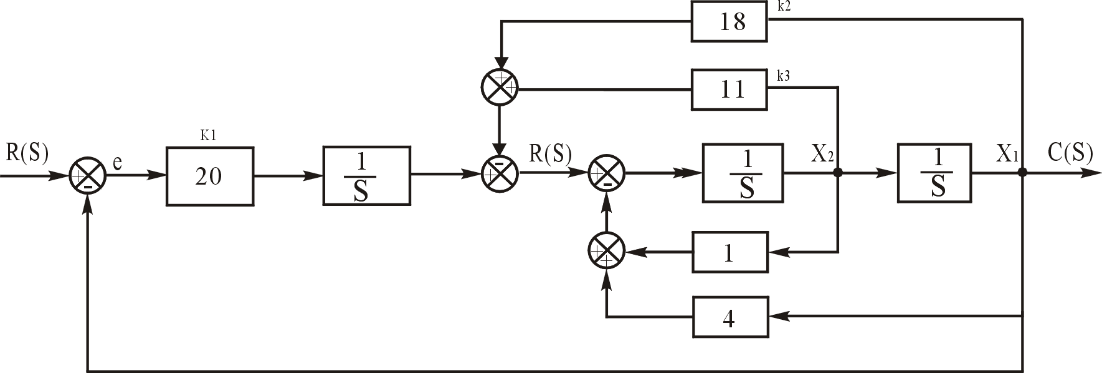 18
k2
11
k3
K1
R(S)
e
20
1
S
-
-
-
R(S)
1
S
X2
1
S
X1
C(S)
+
+
+
+
1
4